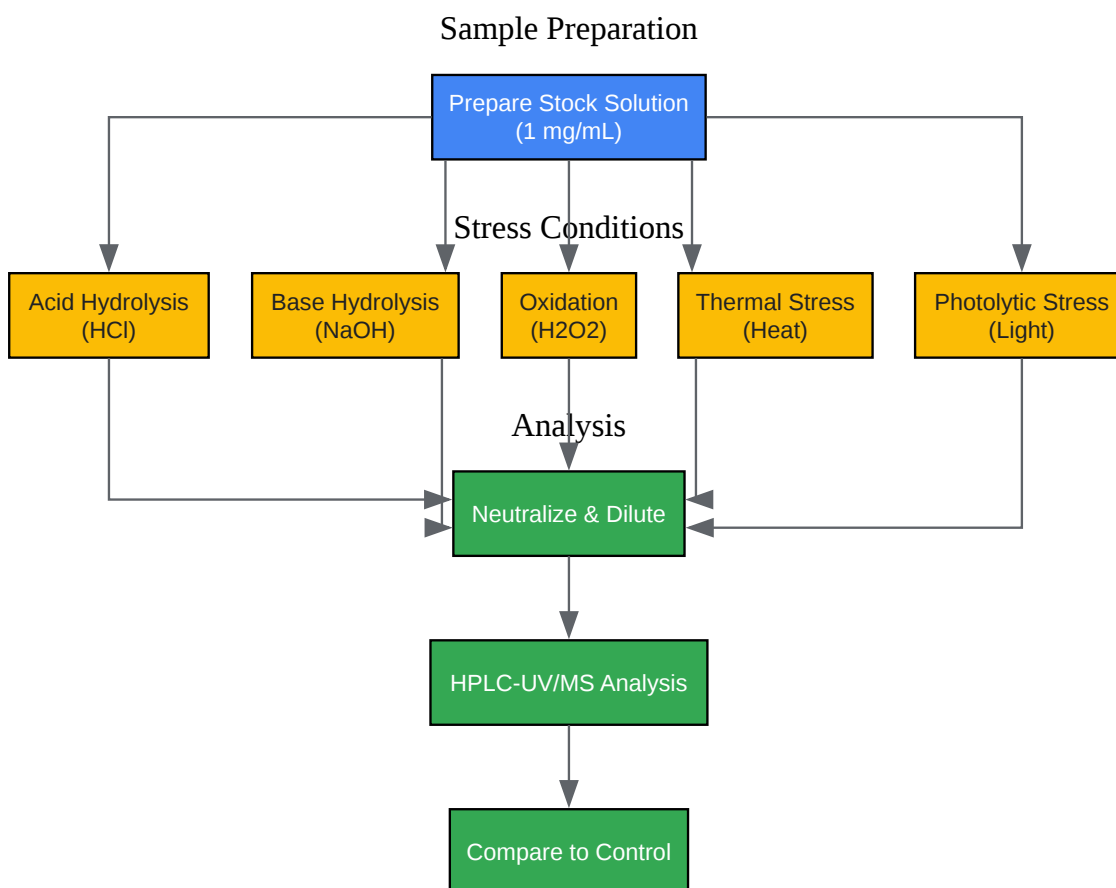 Sample Preparation
Prepare Stock Solution
(1 mg/mL)
Stress Conditions
Acid Hydrolysis
(HCl)
Base Hydrolysis
(NaOH)
Oxidation
(H2O2)
Thermal Stress
(Heat)
Photolytic Stress
(Light)
Analysis
Neutralize & Dilute
HPLC-UV/MS Analysis
Compare to Control